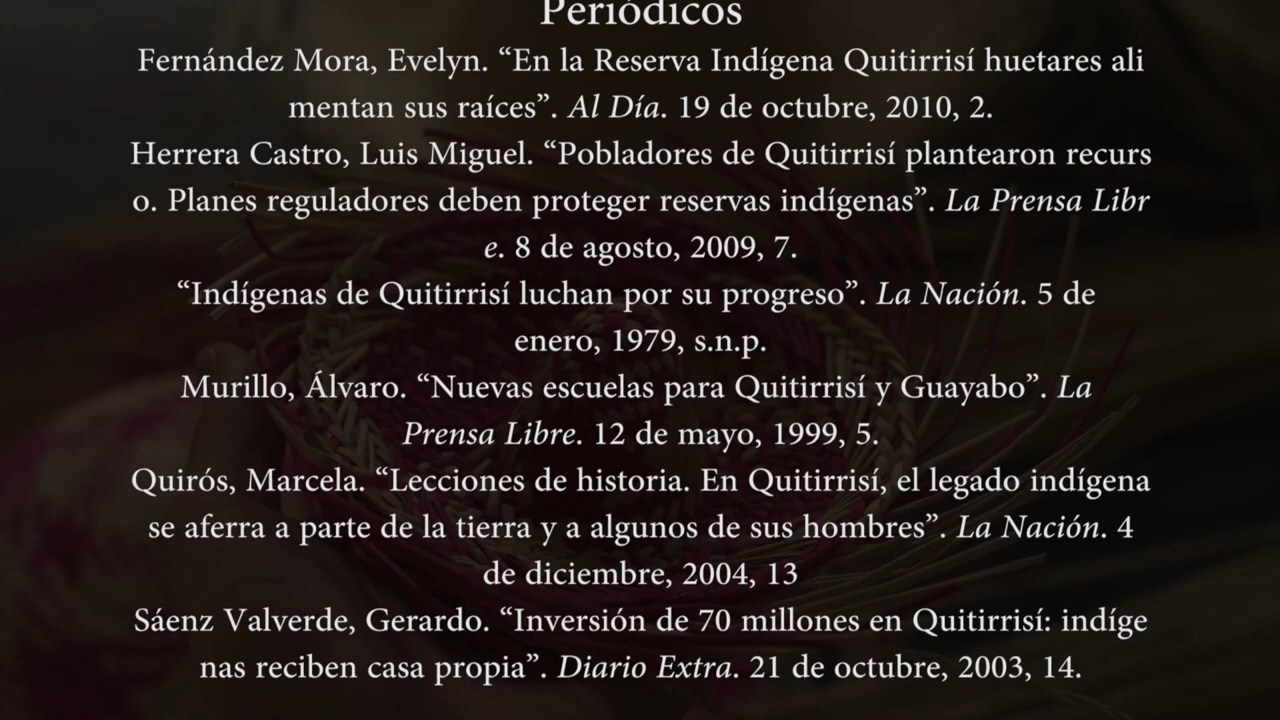 Periódicos
Fernández Mora, Evelyn. “En la Reserva Indígena Quitirrisí huetares ali
mentan sus raíces”. Al Día. 19 de octubre, 2010, 2.
Herrera Castro, Luis Miguel. “Pobladores de Quitirrisí plantearon recurs
o. Planes reguladores deben proteger reservas indígenas”. La Prensa Libr
e. 8 de agosto, 2009, 7.
“Indígenas de Quitirrisí luchan por su progreso”. La Nación. 5 de
enero, 1979, s.n.p.
Murillo, Álvaro. “Nuevas escuelas para Quitirrisí y Guayabo”. La
Prensa Libre. 12 de mayo, 1999, 5.
Quirós, Marcela. “Lecciones de historia. En Quitirrisí, el legado indígena
se aferra a parte de la tierra y a algunos de sus hombres”. La Nación. 4
de diciembre, 2004, 13
Sáenz Valverde, Gerardo. “Inversión de 70 millones en Quitirrisí: indíge
nas reciben casa propia”. Diario Extra. 21 de octubre, 2003, 14.